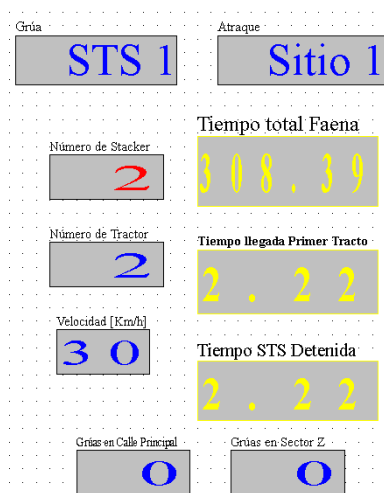 Grúa
Atraque
STS 1
Sitio 1
Tiempo total Faena
Número de Stacker
308.39
2
Número de Tractor
Tiempo llegada Primer Tracto
2
2.22
Velocidad [Km/h]
30
Tiempo STS Detenida
2.22
Grúas en Calle Principal
Grúas en Sector Z
0
0